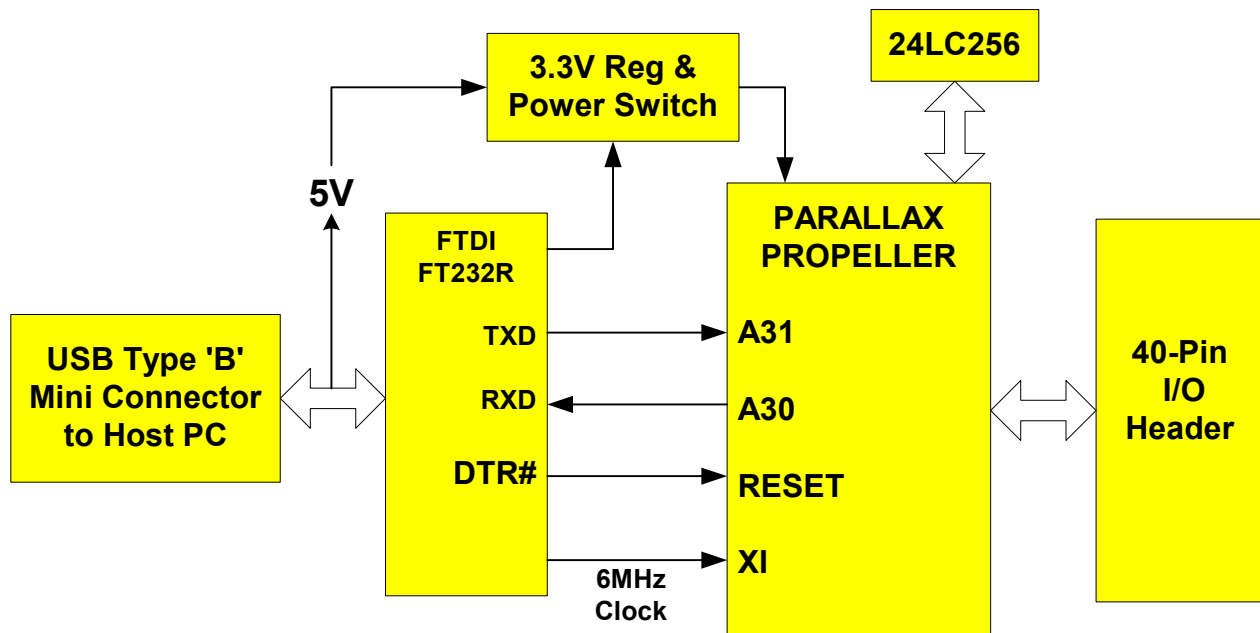 24LC256
3.3V Reg &
Power Switch
5V
FTDI
FT232R
TXD
RXD
DTR#
PARALLAX
PROPELLER
A31
A30
RESET
XI
6MHz
Clock
USB Type 'B'
Mini Connector
to Host PC
40-Pin
I/O
Header